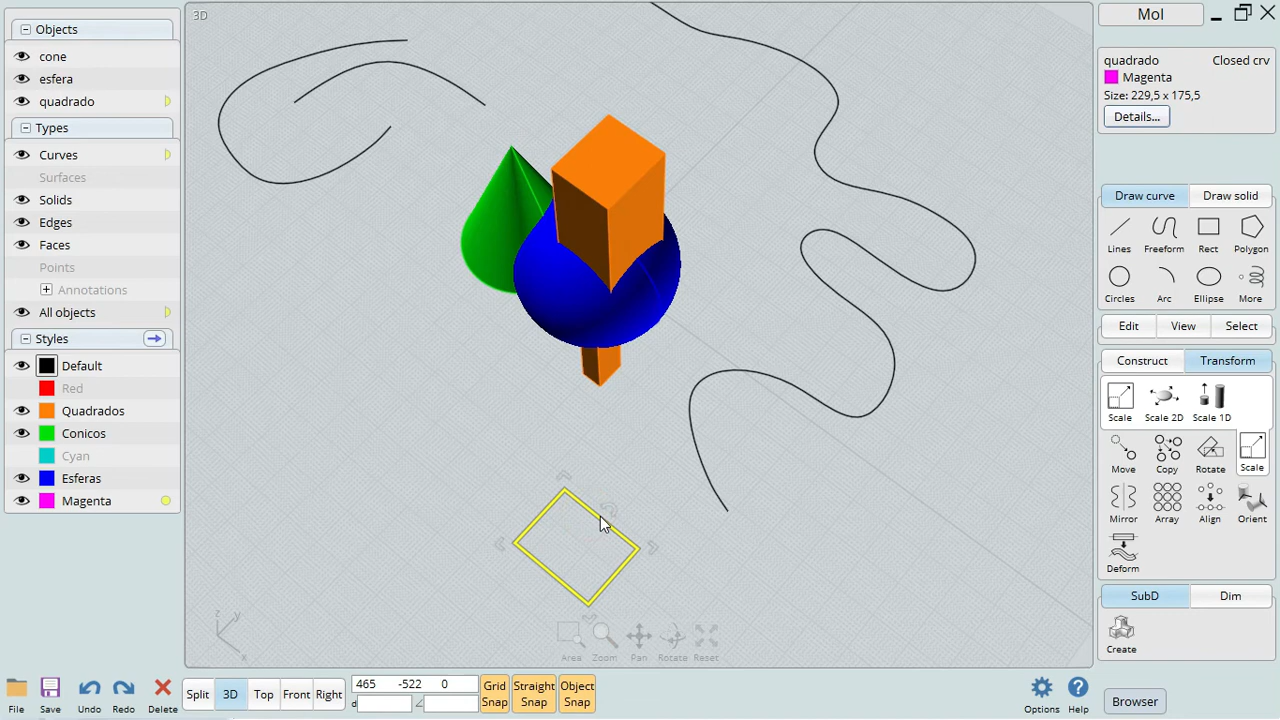 Objects
cone
esfera
quadrado
Types
Curves
Surfaces
Solids
Edges
Faces
Points
Annotations
All objects
Styles
Default
Red
Quadrados
Conicos
Cyan
Esferas
Magenta
3D
z
y
x
Area
Zoom
Pan
Rotate
Reset
File
Save
Undo
Redo
Delete
Split
3D
Top
Front
Right
465 -522 0
d
Grid Snap
Straight Snap
Object Snap
Options
Help
Browser
MoI
quadrado Closed crv
Magenta
Size: 229,5 x 175,5
Details...
Draw curve Draw solid
Lines Freeform Rect Polygon
Circles Arc Ellipse More
Edit View Select
Construct Transform
Scale Scale 2D Scale 1D
Move Copy Rotate Scale
Mirror Array Align Orient
Deform
SubD Dim
Create